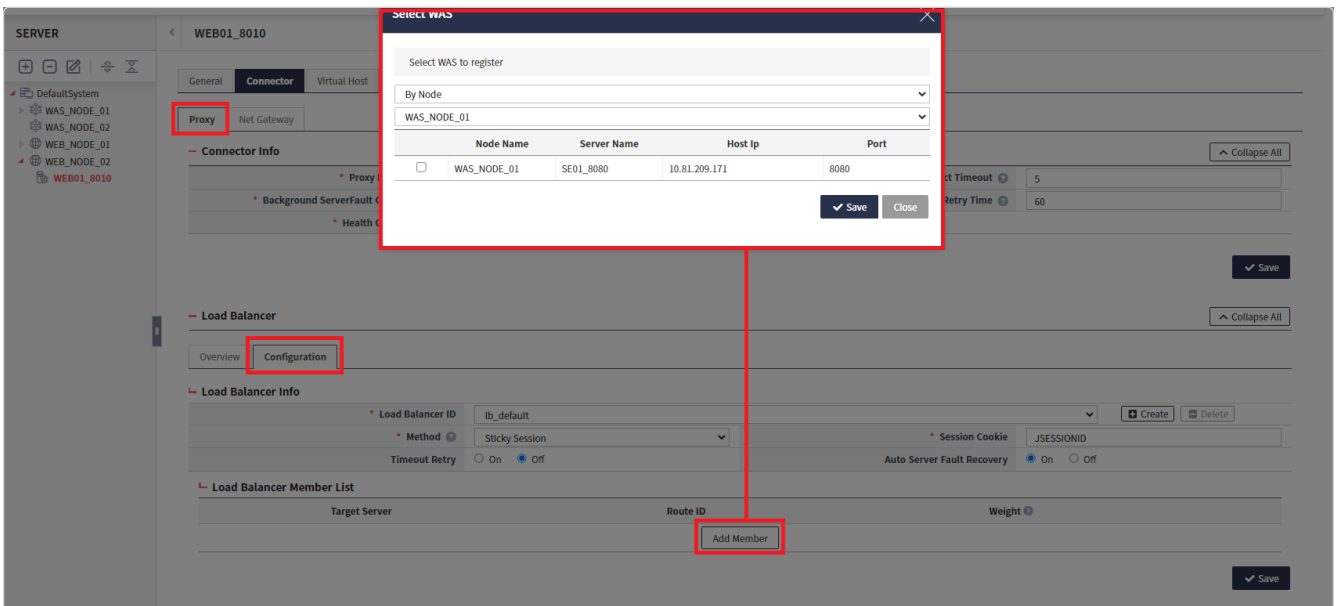 SERVER
WEB01_8010
Select WAS
General
Connector
Virtual Host
Select WAS to register
DefaultSystem
WAS_NODE_01
WAS_NODE_02
WEB_NODE_01
WEB_NODE_02
WEB01_8010
By Node
WAS_NODE_01
Node Name Server Name Host Ip Port
WAS_NODE_01 SE01_8080 10.81.209.171 8080
Save Close
Proxy
Net Gateway
Connector Info
Collapse All
* Proxy
ct Timeout 5
* Background ServerFault
Retry Time 60
* Health
Save
Load Balancer
Collapse All
Overview
Configuration
Load Balancer Info
* Load Balancer ID lb_default Create Delete
* Method Sticky Session * Session Cookie JSESSIONID
Timeout Retry On Off Auto Server Fault Recovery On Off
Load Balancer Member List
Target Server Route ID Weight
Add Member
Save